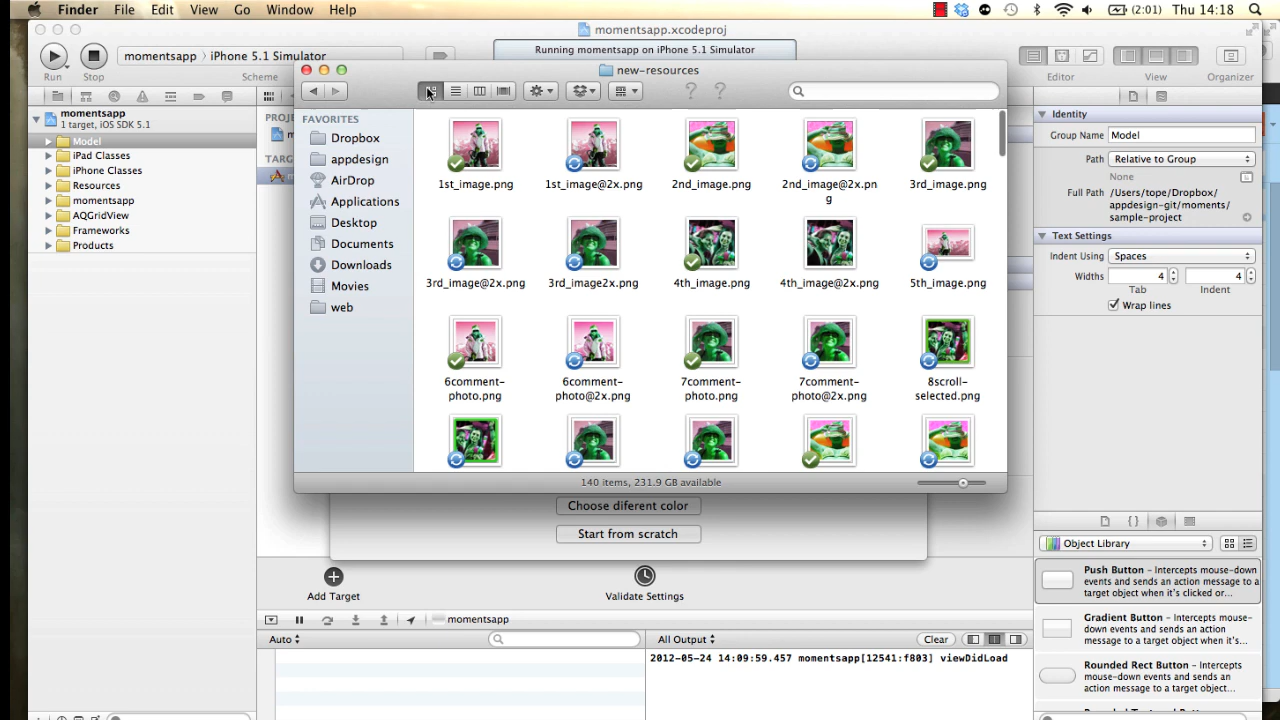 Finder File Edit View Go Window Help (2:01) Thu 14:18
momentsapp.xcodeproj
momentsapp iPhone 5.1 Simulator
Running momentsapp on iPhone 5.1 Simulator
Run Stop Scheme Editor View Organizer
new-resources
momentsapp
1 target, iOS SDK 5.1
Model
iPad Classes
iPhone Classes
Resources
momentsapp
AQGridView
Frameworks
Products
PROJ
TARGE
FAVORITES
Dropbox
appdesign
AirDrop
Applications
Desktop
Documents
Downloads
Movies
web
1st_image.png 1st_image@2x.png 2nd_image.png 2nd_image@2x.pn
g
3rd_image.png
3rd_image@2x.png 3rd_image2x.png 4th_image.png 4th_image@2x.png 5th_image.png
6comment-
photo.png
6comment-
photo@2x.png
7comment-
photo.png
7comment-
photo@2x.png
8scroll-
selected.png
140 items, 231.9 GB available
Choose diferent color
Start from scratch
Add Target
Validate Settings
momentsapp
Auto
All Output
Clear
2012-05-24 14:09:59.457 momentsapp[12541:f803] viewDidLoad
Identity
Group Name Model
Path Relative to Group
None
Full Path /Users/tope/Dropbox/
appdesign-git/moments/
sample-project
Text Settings
Indent Using Spaces
Widths 4 4
Tab Indent
Wrap lines
Object Library
Push Button - Intercepts mouse-down
events and sends an action message to a
target object when it's clicked or...
Gradient Button - Intercepts mouse-
down events and sends an action
message to a target object when it's...
Rounded Rect Button - Intercepts
mouse-down events and sends an
action message to a target object...